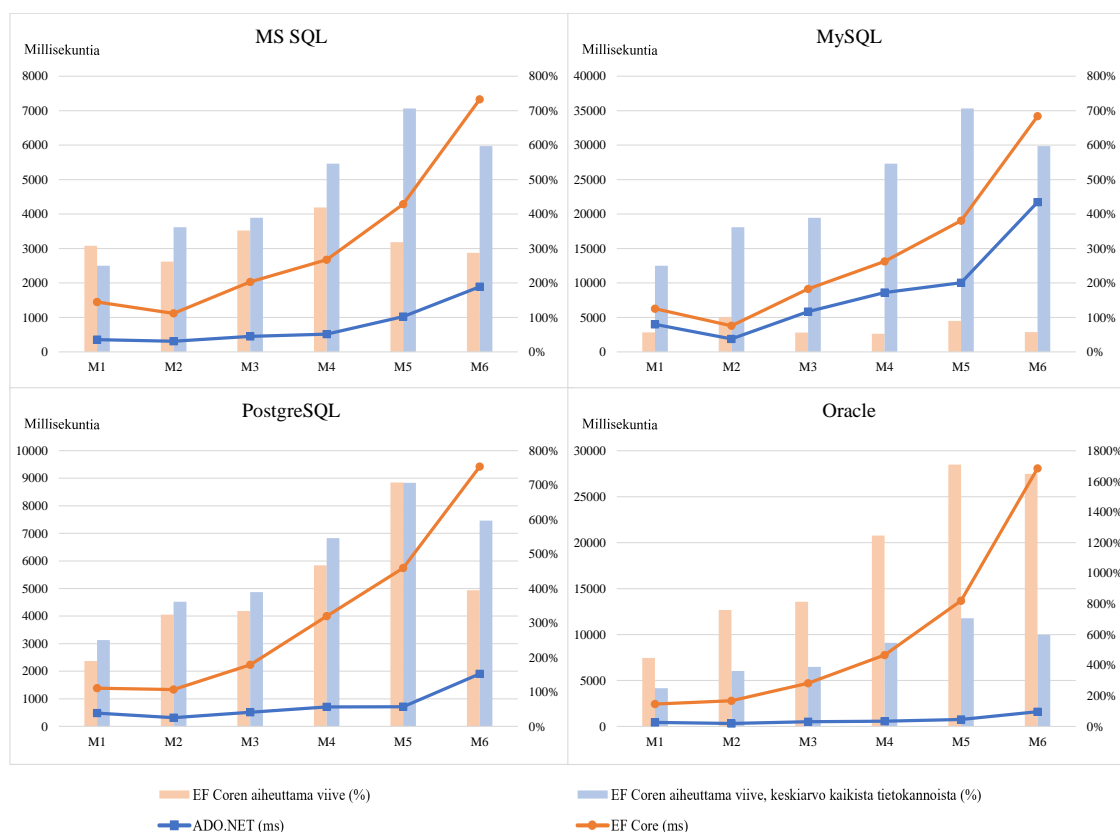 MS SQL
Millisekuntia
8000 800%
7000 700%
6000 600%
5000 500%
4000 400%
3000 300%
2000 200%
1000 100%
0 0%
M1 M2 M3 M4 M5 M6
MySQL
Millisekuntia
40000 800%
35000 700%
30000 600%
25000 500%
20000 400%
15000 300%
10000 200%
5000 100%
0 0%
M1 M2 M3 M4 M5 M6
PostgreSQL
Millisekuntia
10000 800%
9000 700%
8000 600%
7000 500%
6000 400%
5000 300%
4000 200%
3000 100%
2000 0%
1000
0
M1 M2 M3 M4 M5 M6
Oracle
Millisekuntia
30000 1800%
25000 1600%
20000 1400%
15000 1200%
10000 1000%
5000 800%
0 600%
400%
200%
0%
M1 M2 M3 M4 M5 M6
EF Coren aiheuttama viive (%)
EF Coren aiheuttama viive, keskiarvo kaikista tietokannoista (%)
ADO.NET (ms)
EF Core (ms)